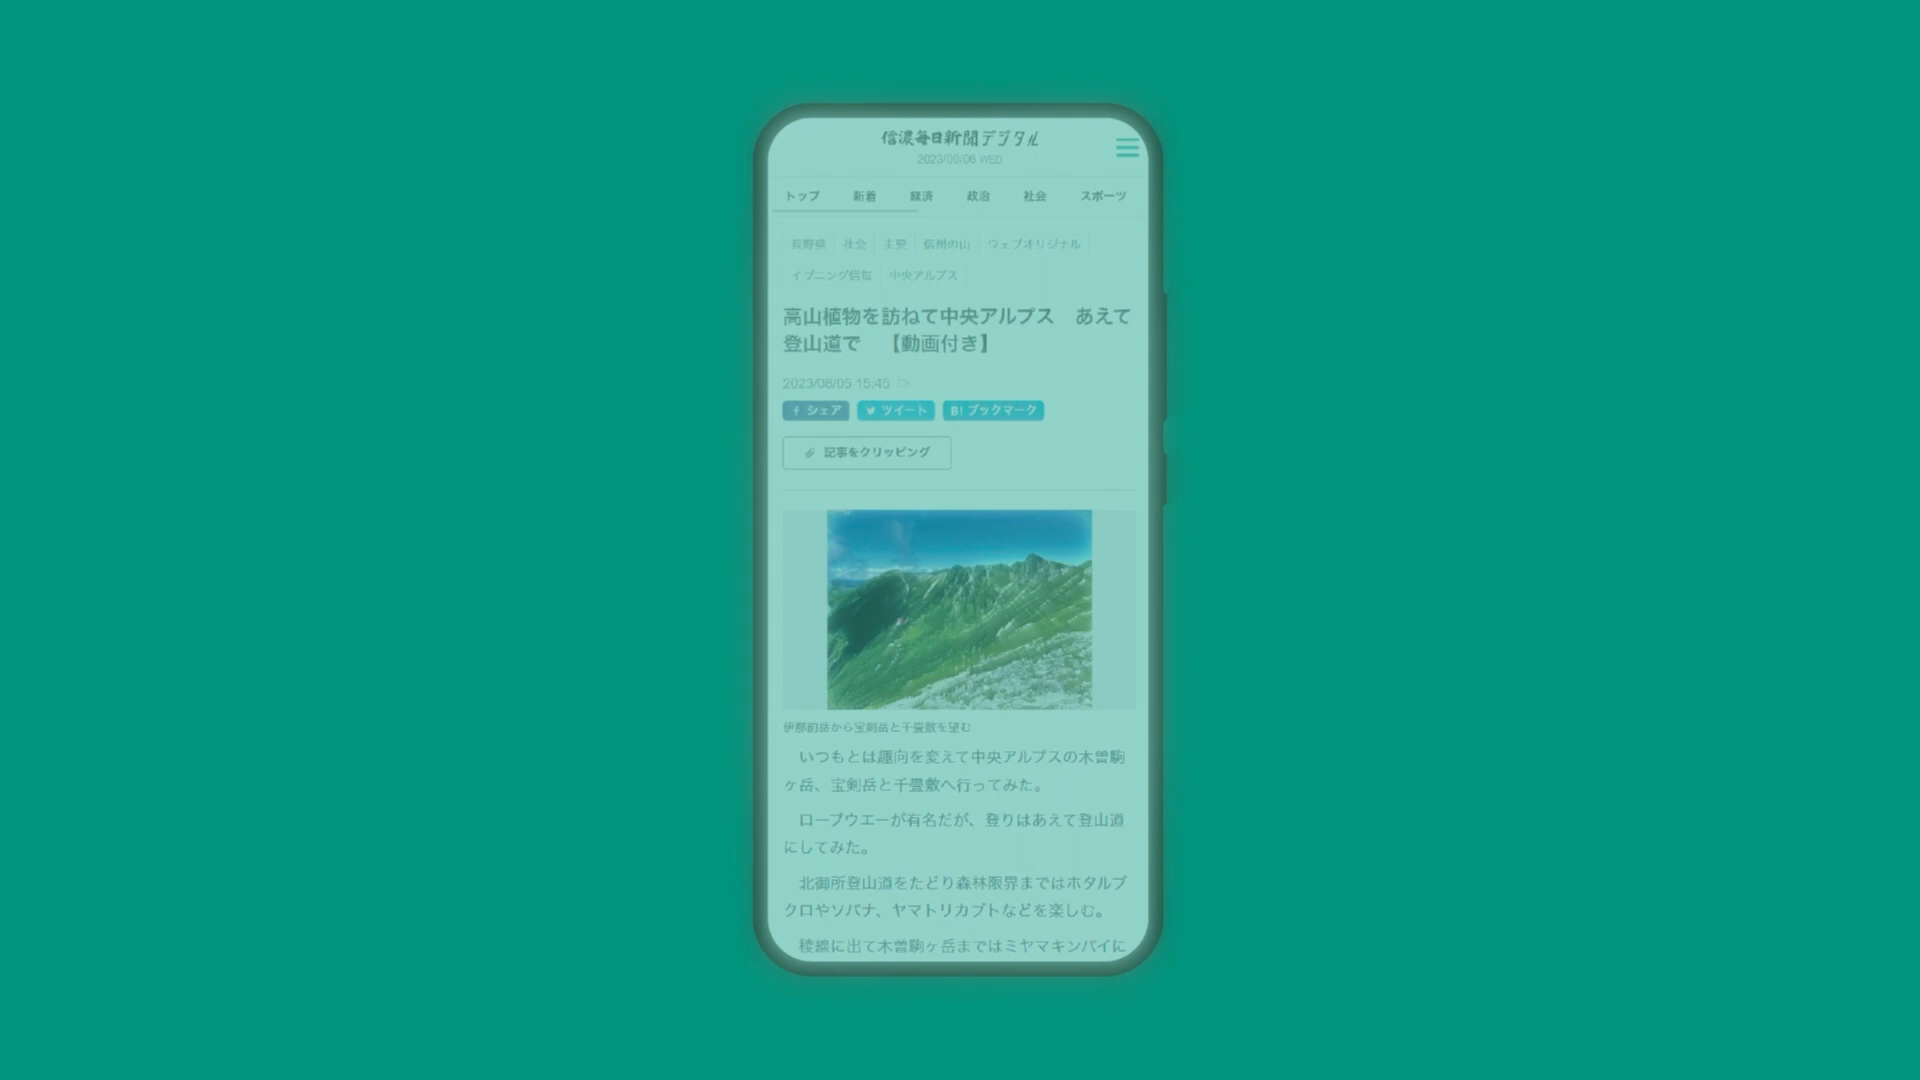 信濃毎日新聞デジタル
2023/09/06 WED
トップ 新着 経済 政治 社会 スポーツ
長野県 社会 主要 信州の山 ウェブオリジナル
イブニング信毎 中央アルプス
高山植物を訪ねて中央アルプス　あえて
登山道で　【動画付き】
2023/08/05 15:45
シェア ツイート B! ブックマーク
記事をクリッピング
伊那前岳から宝剣岳と千畳敷を望む
いつもとは趣向を変えて中央アルプスの木曽駒
ヶ岳、宝剣岳と千畳敷へ行ってみた。
ロープウエーが有名だが、登りはあえて登山道
にしてみた。
北御所登山道をたどり森林限界まではホタルブ
クロやソバナ、ヤマトリカブトなどを楽しむ。
稜線に出て木曽駒ヶ岳まではミヤマキンバイに